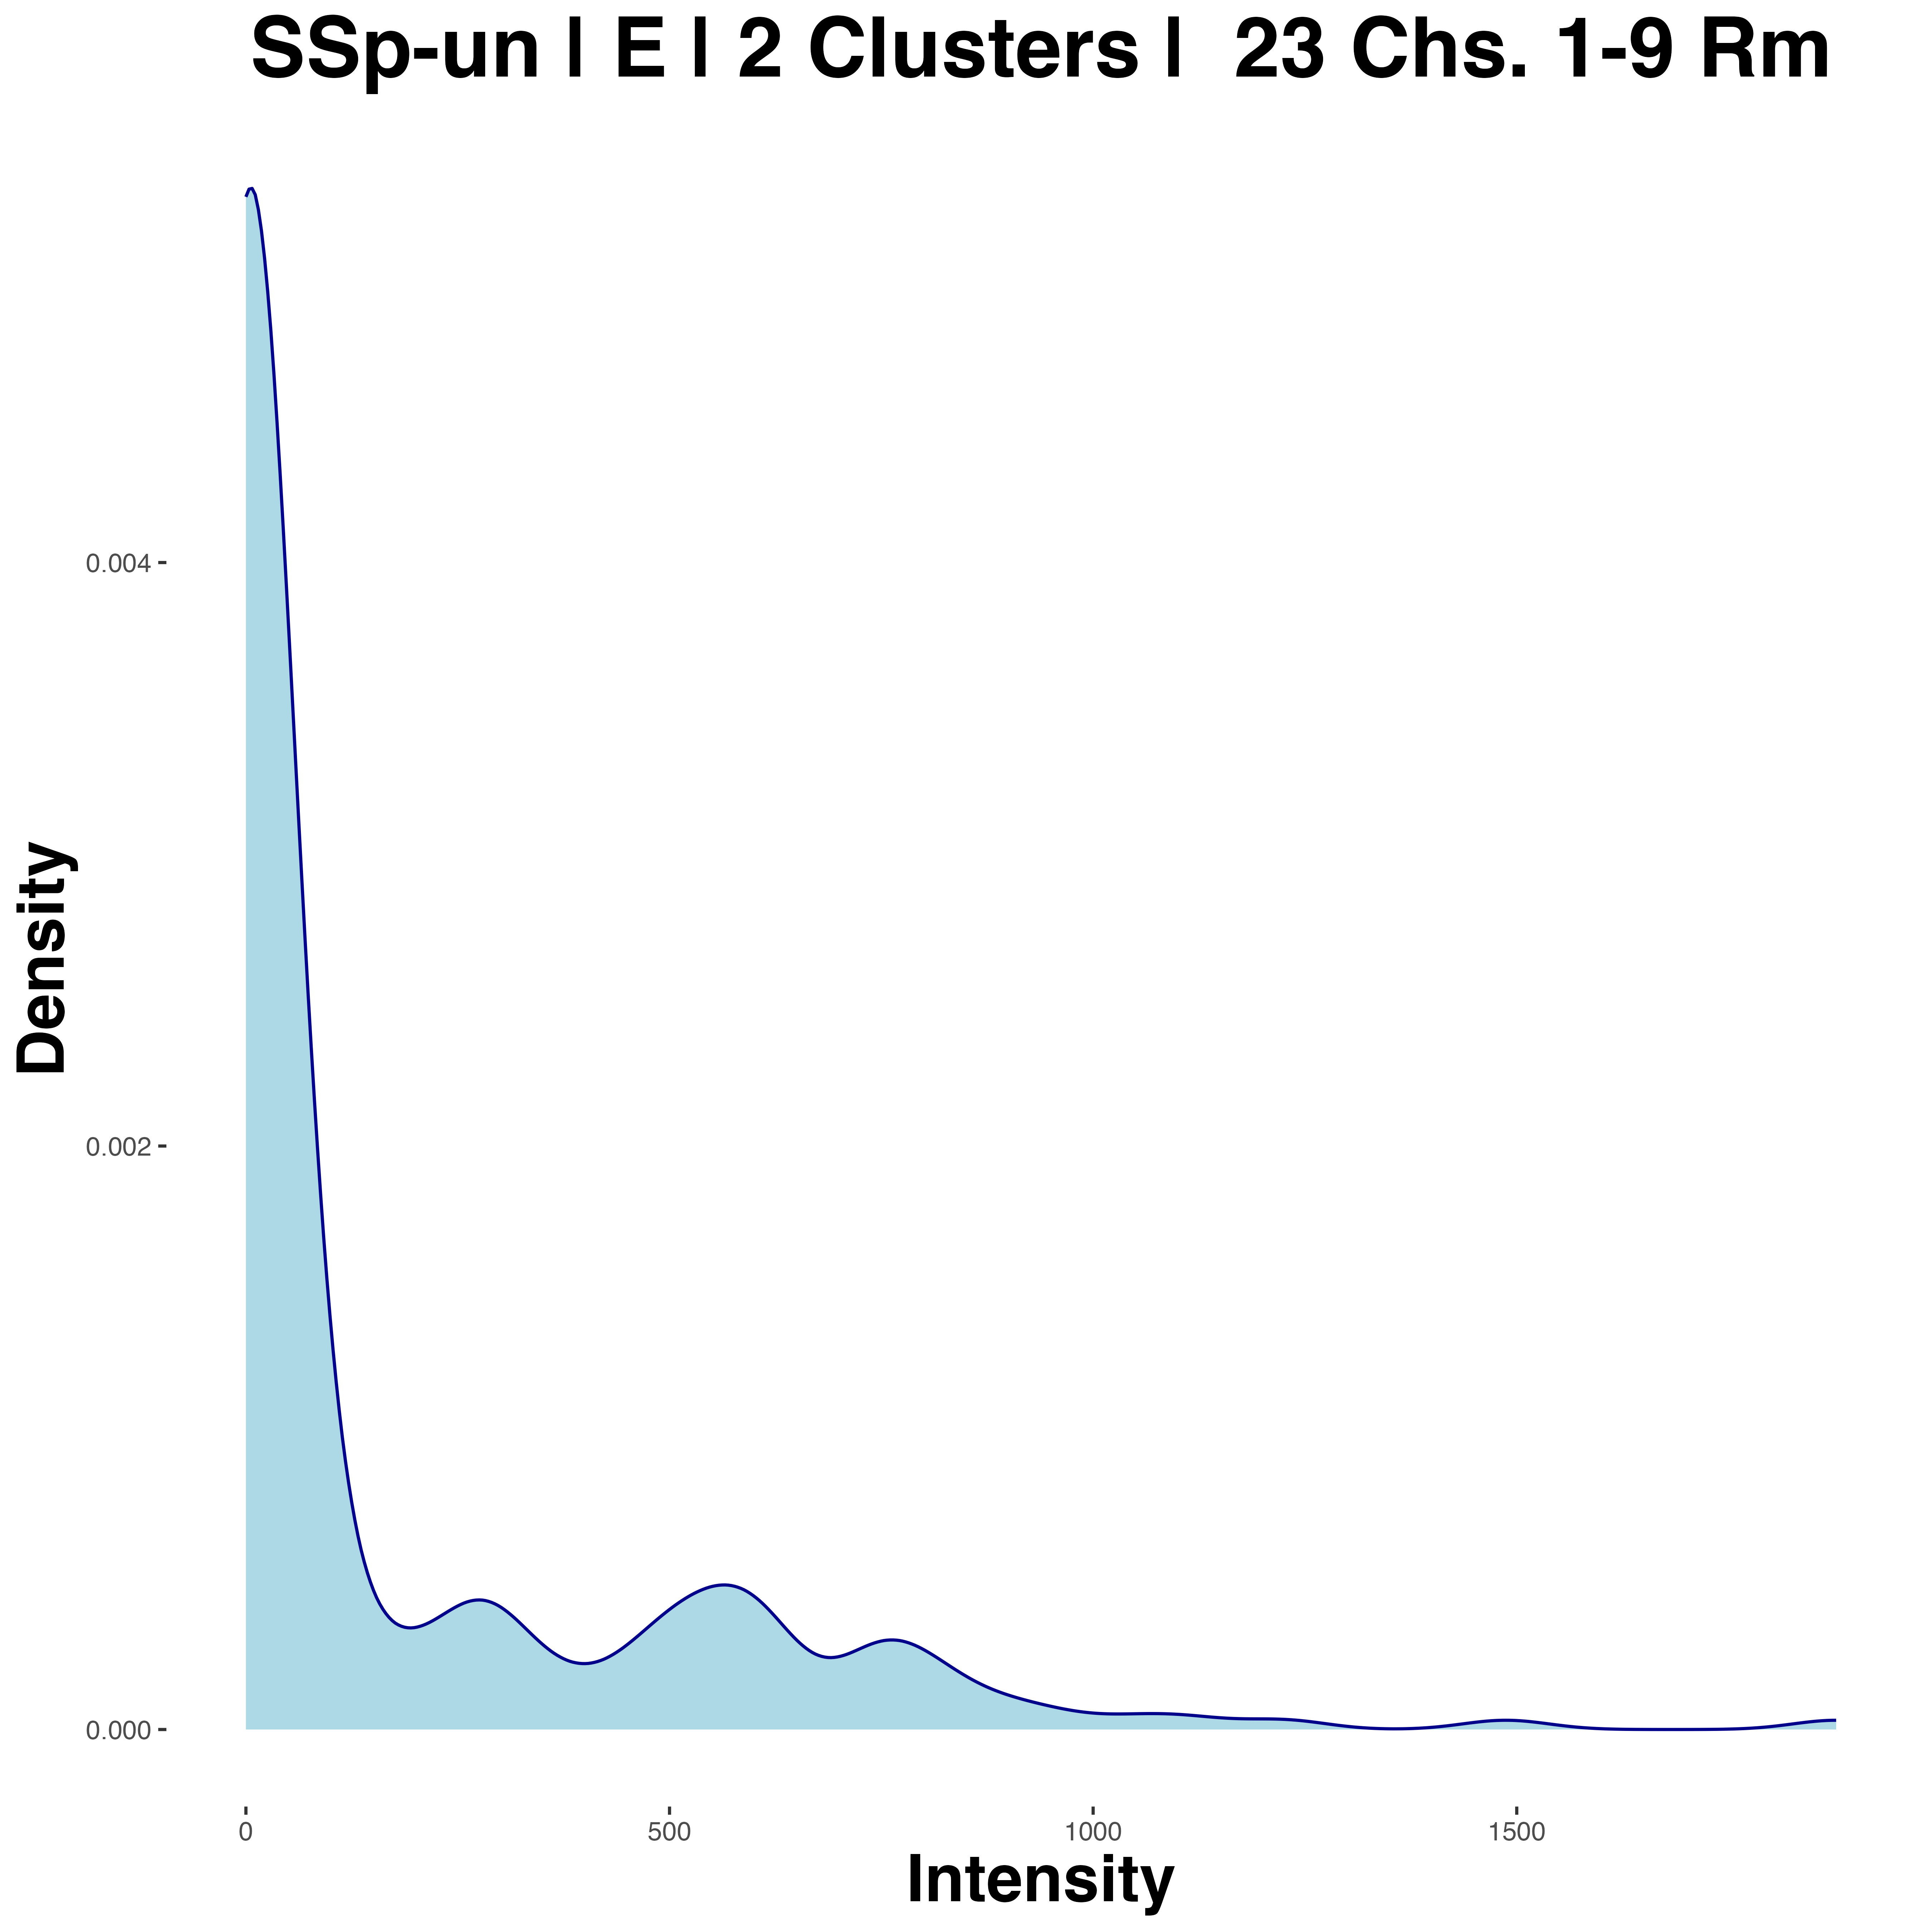 SSp-un | E | 2 Clusters |  23 Chs. 1-9 Rm
Density
0.004
0.002
0.000
0
500
1000
1500
Intensity